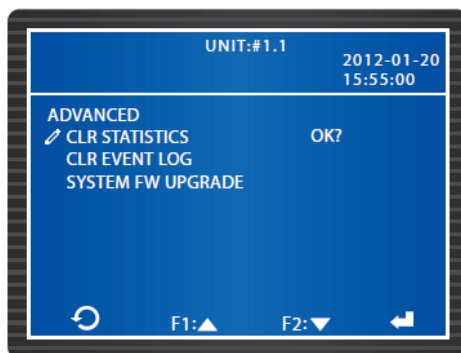 UNIT:#1.1
2012-01-20
15:55:00
ADVANCED
CLR STATISTICS OK?
CLR EVENT LOG
SYSTEM FW UPGRADE
F1:▲ F2:▼